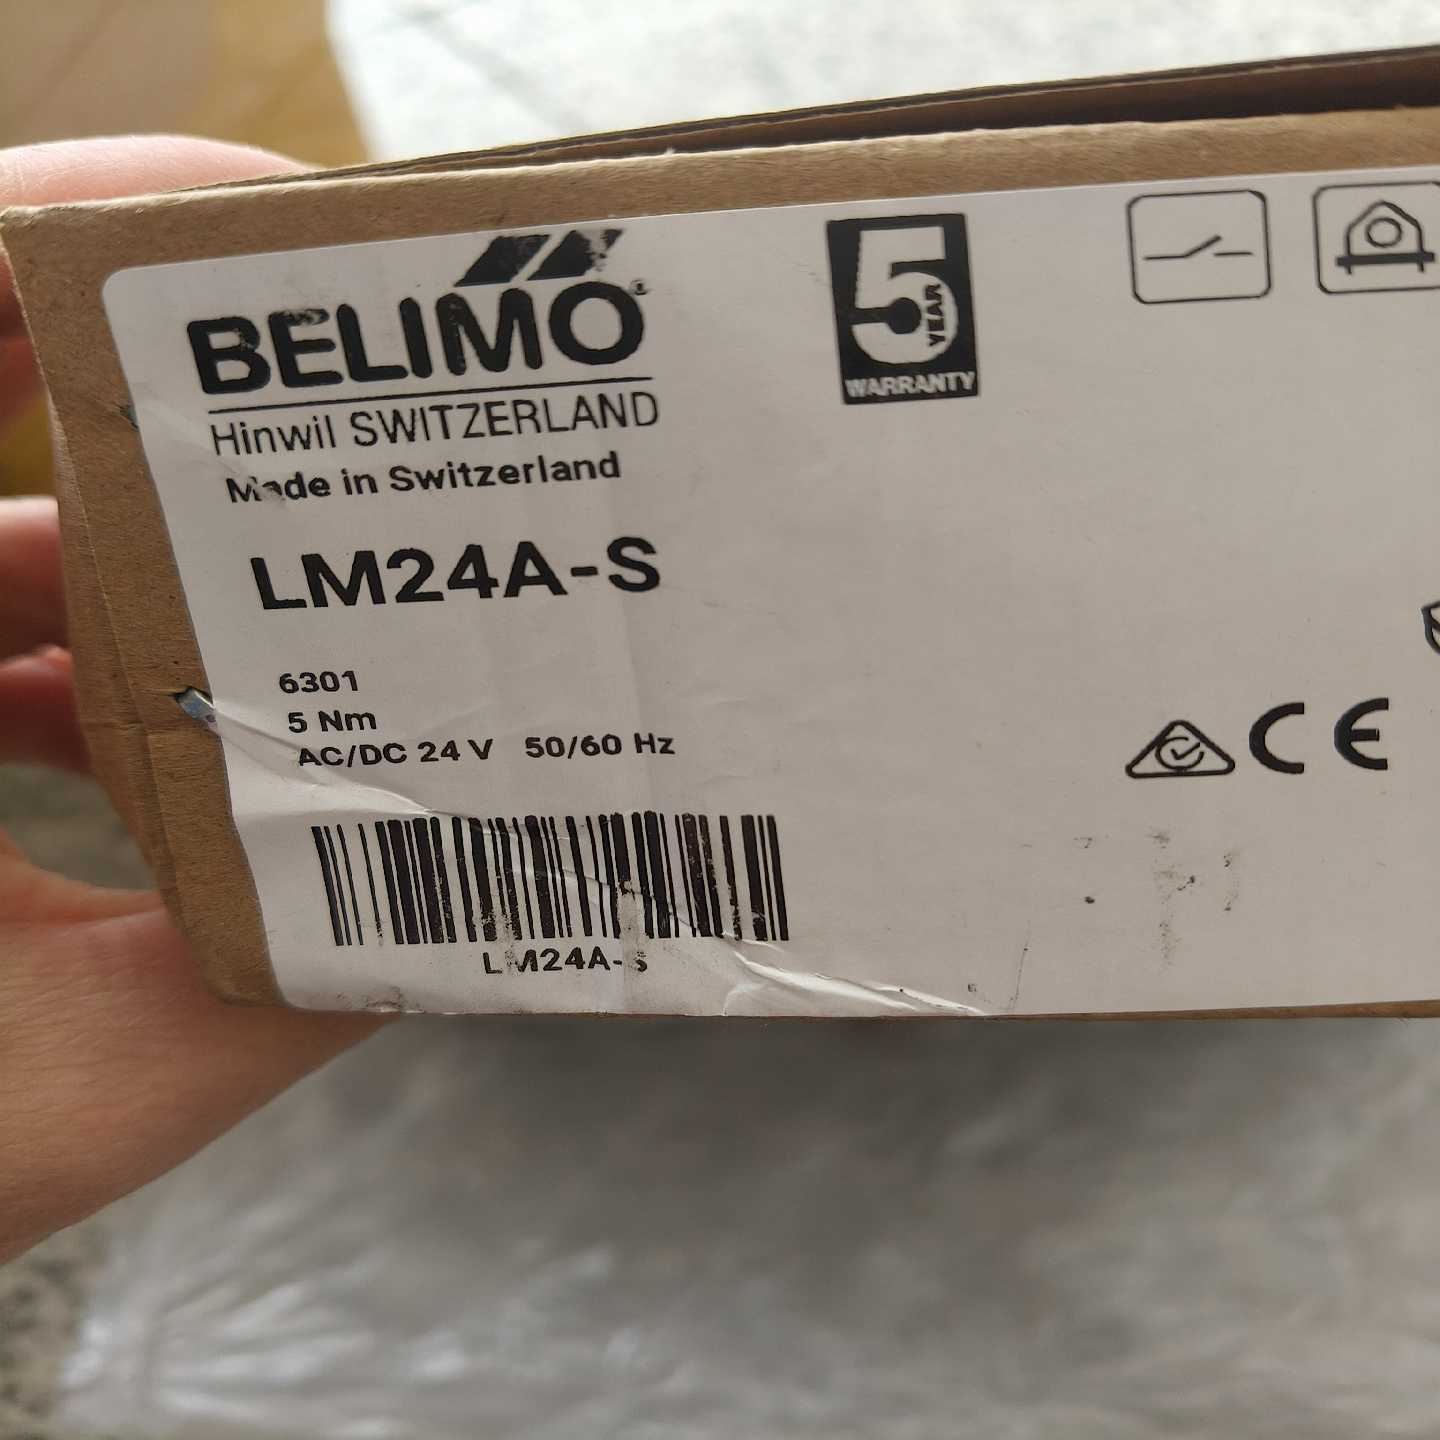 BELIMO®
Hinwil SWITZERLAND
Made in Switzerland
5 YEAR
WARRANTY
LM24A-S
6301
5 Nm
AC/DC 24 V 50/60 Hz
CE
LM24A-S